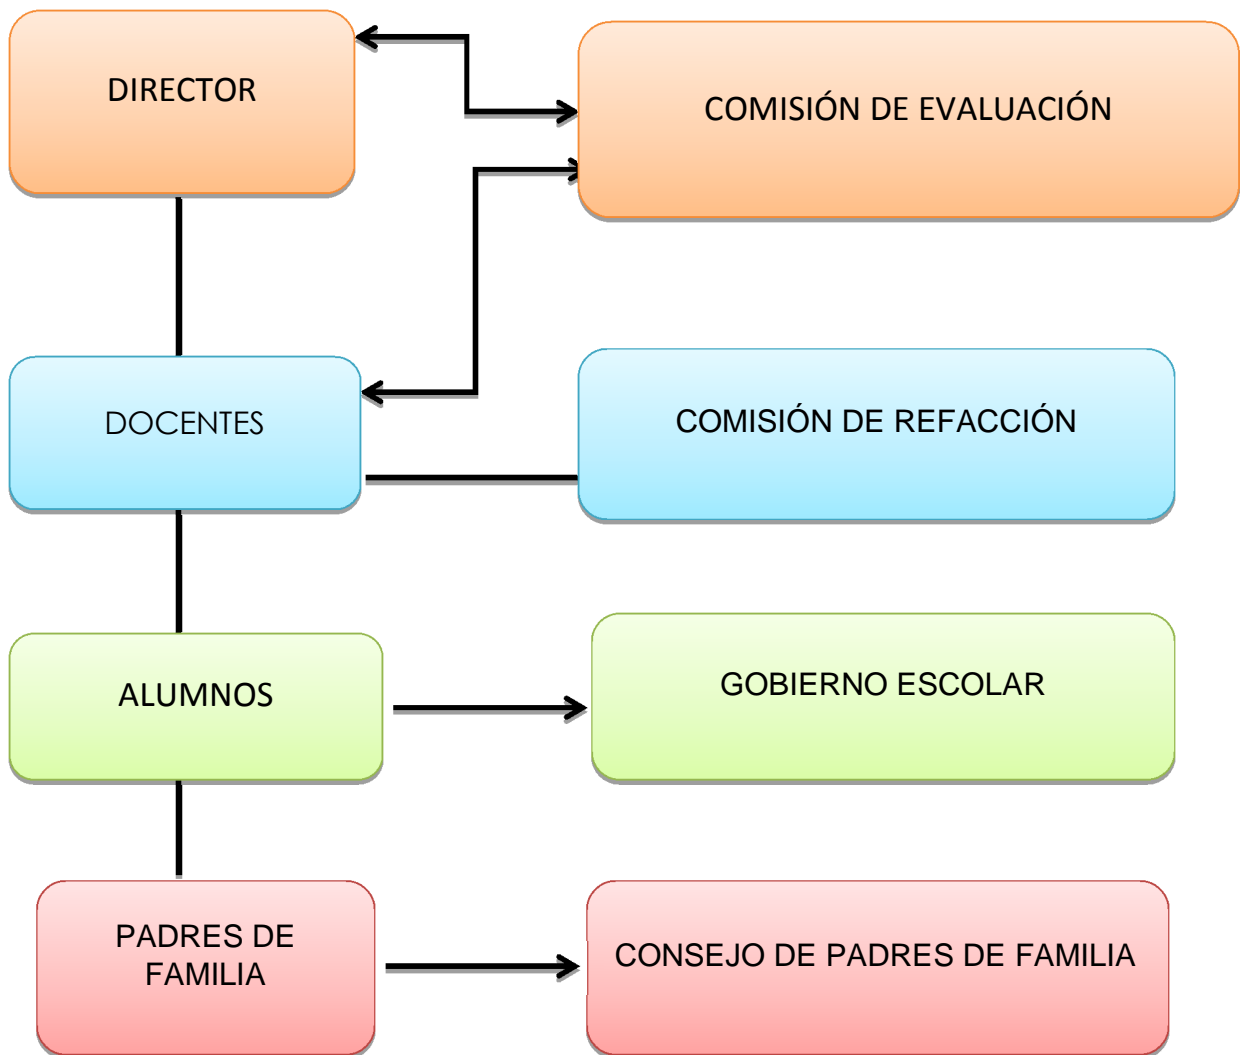 DIRECTOR
COMISIÓN DE EVALUACIÓN
DOCENTES
COMISIÓN DE REFACCIÓN
ALUMNOS
GOBIERNO ESCOLAR
PADRES DE
FAMILIA
CONSEJO DE PADRES DE FAMILIA